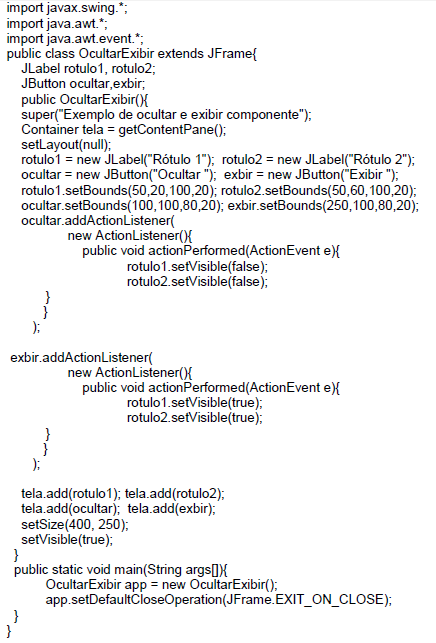 import javax.swing.*;
import java.awt.*;
import java.awt.event.*;
public class OcultarExibir extends JFrame{
JLabel rotulo1, rotulo2;
JButton ocultar,exbir;
public OcultarExibir(){
super("Exemplo de ocultar e exibir componente");
Container tela = getContentPane();
setLayout(null);
rotulo1 = new JLabel("Rótulo 1"); rotulo2 = new JLabel("Rótulo 2");
ocultar = new JButton("Ocultar "); exbir = new JButton("Exibir ");
rotulo1.setBounds(50,20,100,20); rotulo2.setBounds(50,60,100,20);
ocultar.setBounds(100,100,80,20); exbir.setBounds(250,100,80,20);
ocultar.addActionListener(
new ActionListener(){
public void actionPerformed(ActionEvent e){
rotulo1.setVisible(false);
rotulo2.setVisible(false);
}
}
);
exbir.addActionListener(
new ActionListener(){
public void actionPerformed(ActionEvent e){
rotulo1.setVisible(true);
rotulo2.setVisible(true);
}
}
);
tela.add(rotulo1); tela.add(rotulo2);
tela.add(ocultar); tela.add(exbir);
setSize(400, 250);
setVisible(true);
}
public static void main(String args[]){
OcultarExibir app = new OcultarExibir();
app.setDefaultCloseOperation(JFrame.EXIT_ON_CLOSE);
}
}